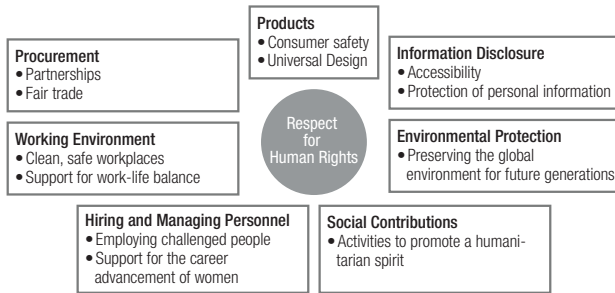 Products
• Consumer safety
• Universal Design
Procurement
• Partnerships
• Fair trade
Information Disclosure
• Accessibility
• Protection of personal information
Respect
for
Human Rights
Working Environment
• Clean, safe workplaces
• Support for work-life balance
Environmental Protection
• Preserving the global
environment for future generations
Hiring and Managing Personnel
• Employing challenged people
• Support for the career
advancement of women
Social Contributions
• Activities to promote a humani-
tarian spirit